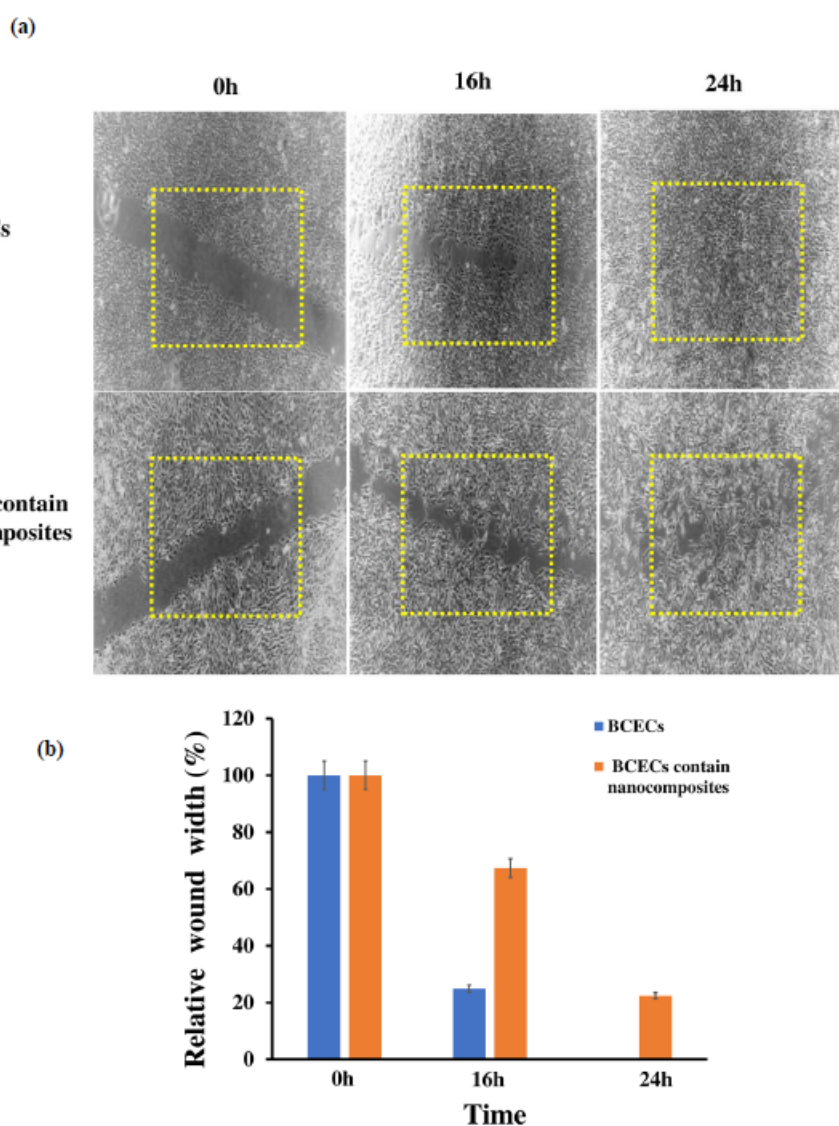 (a)
0h
16h
24h
s
contain
posites
(b)
120
100
80
60
40
20
0
Relative wound width (%)
BCECs
BCECs contain
nanocomposites
0h
16h
24h
Time